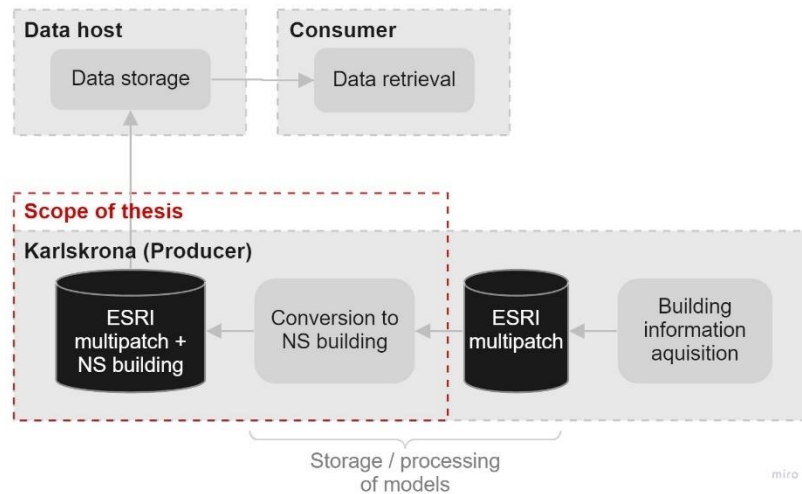 Data host
Consumer
Data storage
Data retrieval
Scope of thesis
Karlskrona (Producer)
ESRI
multipatch +
NS building
Conversion to
NS building
ESRI
multipatch
Building
information
aquisition
Storage / processing
of models
miro